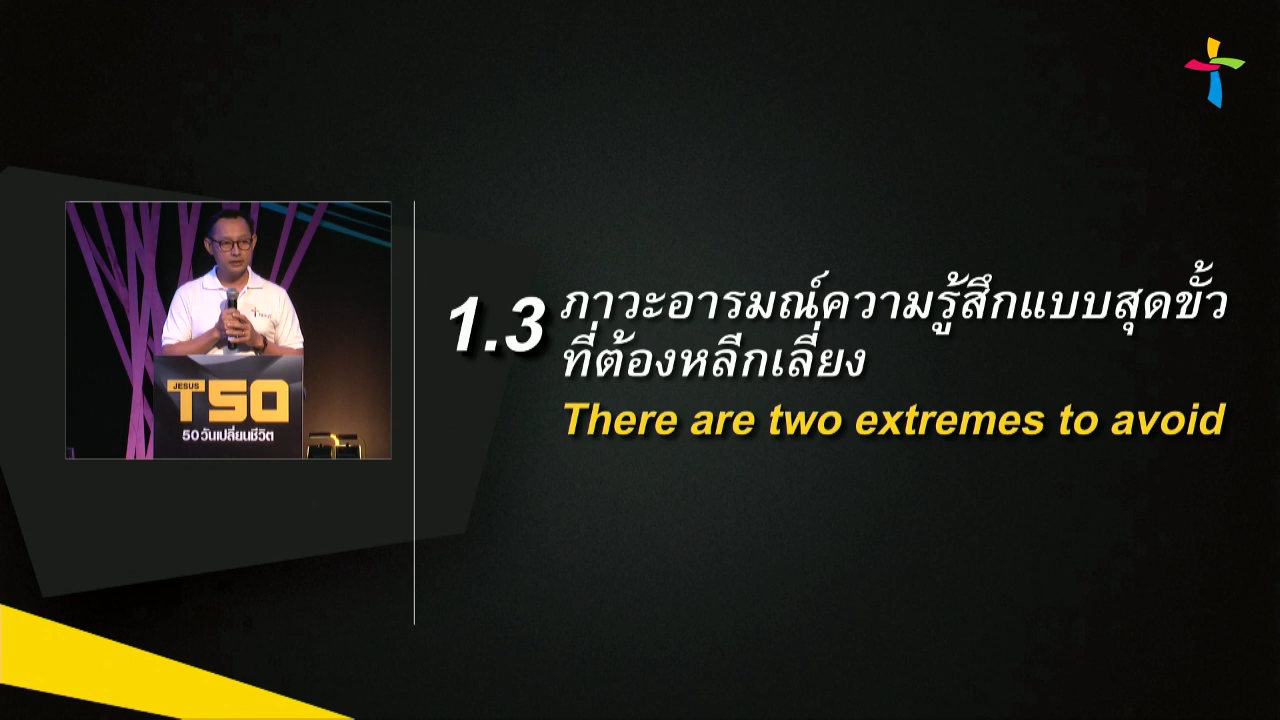 JESUS
T50
50 วันเปลี่ยนชีวิต
1.3
ภาวะอารมณ์ความรู้สึกแบบสุดขั้ว
ที่ต้องหลีกเลี่ยง
There are two extremes to avoid